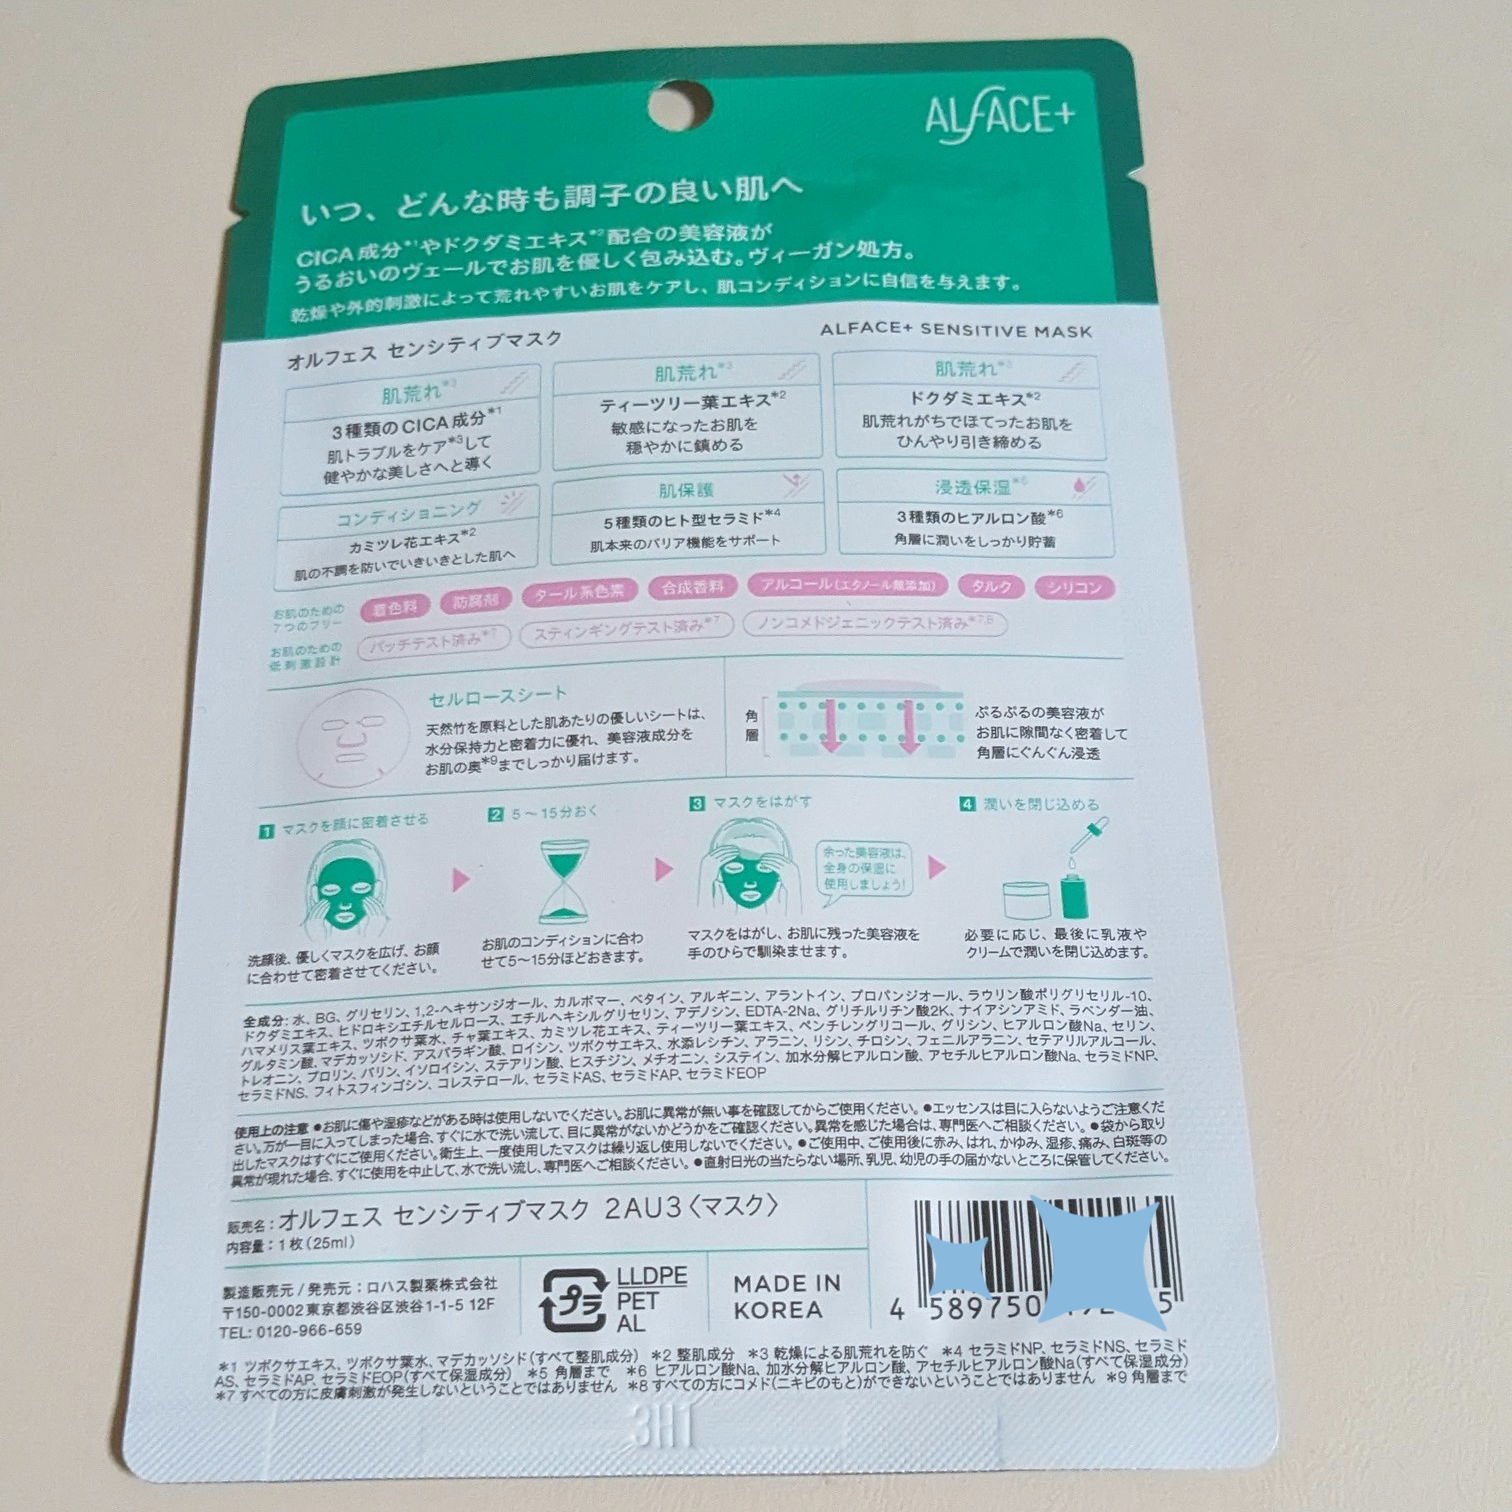 ALFACE+
いつ、どんな時も調子の良い肌へ
CICA成分*1やドクダミエキス*2配合の美容液が
うるおいのヴェールでお肌を優しく包み込む。ヴィーガン処方。
乾燥や外的刺激によって荒れやすいお肌をケアし、肌コンディションに自信を与えます。
オルフェス センシティブマスク
ALFACE+ SENSITIVE MASK
肌荒れ*3
3種類のCICA成分*1
肌トラブルをケア*3して
健やかな美しさへと導く
肌荒れ*3
ティーツリー葉エキス*2
敏感になったお肌を
穏やかに鎮める
肌荒れ*3
ドクダミエキス*2
肌荒れがちでほてったお肌を
ひんやり引き締める
コンディショニング
カミツレ花エキス*2
肌の不調を防いでいきいきとした肌へ
肌保護
5種類のヒト型セラミド*4
肌本来のバリア機能をサポート
浸透保湿*5
3種類のヒアルロン酸*6
角層に潤いをしっかり貯蓄
お肌のための
7つのフリー
着色料 防腐剤 タール系色素 合成香料 アルコール(エタノール無添加) タルク シリコン
お肌のための
低刺激設計
パッチテスト済み*7 スティンギングテスト済み*7 ノンコメドジェニックテスト済み*7,8
セルロースシート
天然竹を原料とした肌あたりの優しいシートは、
水分保持力と密着力に優れ、美容液成分を
お肌の奥*9までしっかり届けます。
角層
ぷるぷるの美容液が
お肌に隙間なく密着して
角層にぐんぐん浸透
1 マスクを顔に密着させる
洗顔後、優しくマスクを広げ、お顔
に合わせて密着させてください。
2 5～15分おく
お肌のコンディションに合わ
せて5～15分ほどおきます。
3 マスクをはがす
余った美容液は、
全身の保湿に
使用しましょう!
マスクをはがし、お肌に残った美容液を
手のひらで馴染ませます。
4 潤いを閉じ込める
必要に応じ、最後に乳液や
クリームで潤いを閉じ込めます。
全成分:水、BG、グリセリン、1,2-ヘキサンジオール、カルボマー、ベタイン、アルギニン、アラントイン、プロパンジオール、ラウリン酸ポリグリセリル-10、
ドクダミエキス、ヒドロキシエチルセルロース、エチルヘキシルグリセリン、アデノシン、EDTA-2Na、グリチルリチン酸2K、ナイアシンアミド、ラベンダー油、
ハマメリス葉エキス、ツボクサ葉水、チャ葉エキス、カミツレ花エキス、ティーツリー葉エキス、ペンチレングリコール、グリシン、ヒアルロン酸Na、セリン、
グルタミン酸、マデカッソシド、アスパラギン酸、ロイシン、ツボクサエキス、水添レシチン、アラニン、リシン、チロシン、フェニルアラニン、セテアリルアルコール、
トレオニン、プロリン、バリン、イソロイシン、ステアリン酸、ヒスチジン、メチオニン、システイン、加水分解ヒアルロン酸、アセチルヒアルロン酸Na、セラミドNP、
セラミドNS、フィトスフィンゴシン、コレステロール、セラミドAS、セラミドAP、セラミドEOP
使用上の注意 ●お肌に傷や湿疹などがある時は使用しないでください。お肌に異常が無い事を確認してからご使用ください。●エッセンスは目に入らないようご注意くだ
さい。万が一目に入ってしまった場合、すぐに水で洗い流して、目に異常がないかどうかをご確認ください。異常を感じた場合は、専門医へご相談ください。●袋から取り
出したマスクはすぐにご使用ください。衛生上、一度使用したマスクは繰り返し使用しないでください。●ご使用中、ご使用後に赤み、はれ、かゆみ、湿疹、痛み、白斑等の
異常が現れた場合、すぐに使用を中止して、水で洗い流し、専門医へご相談ください。●直射日光の当たらない場所、乳児、幼児の手の届かないところに保管してください。
販売名:オルフェス センシティブマスク 2AU3〈マスク〉
内容量:1枚(25ml)
製造販売元/発売元:ロハス製薬株式会社
〒150-0002東京都渋谷区渋谷1-1-5 12F
TEL: 0120-966-659
プラ
LLDPE
PET
AL
MADE IN
KOREA
4 589750
5
*1 ツボクサエキス、ツボクサ葉水、マデカッソシド(すべて整肌成分) *2 整肌成分 *3 乾燥による肌荒れを防ぐ *4 セラミドNP、セラミドNS、セラミド
AS、セラミドAP、セラミドEOP(すべて保湿成分) *5 角層まで *6 ヒアルロン酸Na、加水分解ヒアルロン酸、アセチルヒアルロン酸Na(すべて保湿成分)
*7 すべての方に皮膚刺激が発生しないということではありません *8 すべての方にコメド(ニキビのもと)ができないということではありません *9 角層まで
3H1